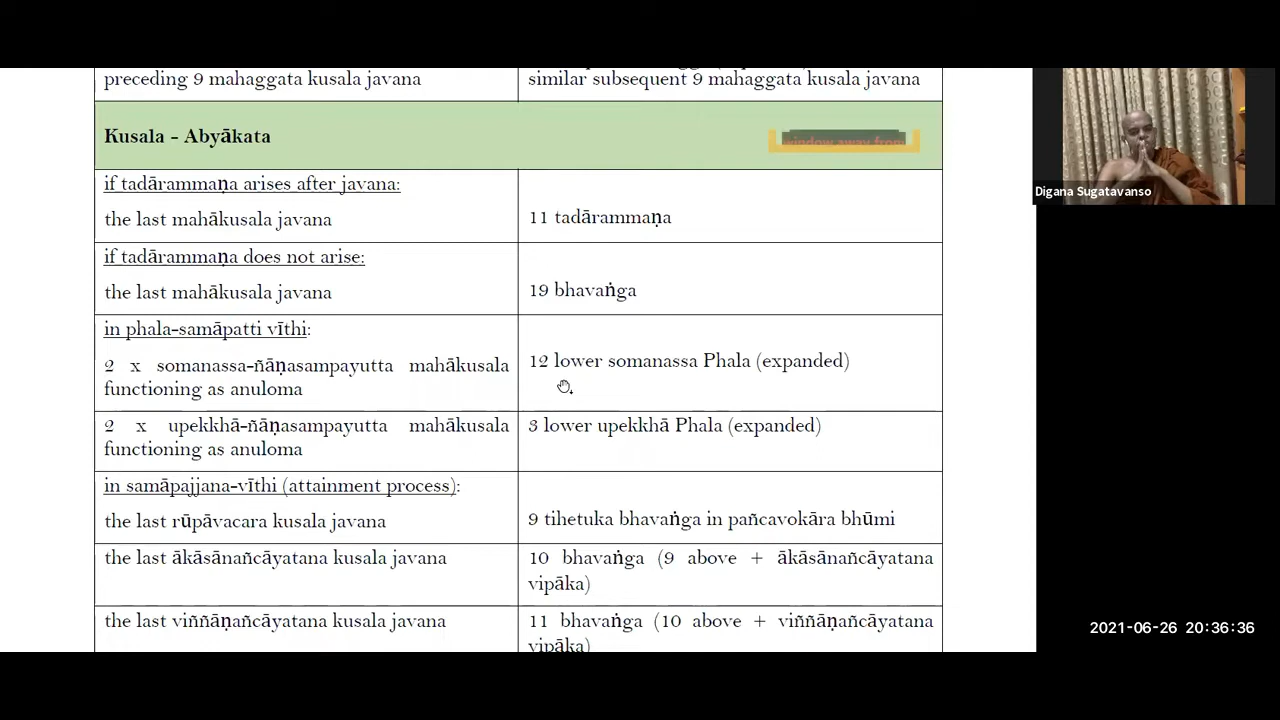 preceding 9 mahaggata kusala javana
similar subsequent 9 mahaggata kusala javana
Kusala - Abyākata
if tadārammaṇa arises after javana:
the last mahākusala javana
11 tadārammaṇa
if tadārammaṇa does not arise:
the last mahākusala javana
19 bhavaṅga
in phala-samāpatti vīthi:
2 x somanassa-ñāṇasampayutta mahākusala
functioning as anuloma
12 lower somanassa Phala (expanded)
2 x upekkhā-ñāṇasampayutta mahākusala
functioning as anuloma
3 lower upekkhā Phala (expanded)
in samāpajjana-vīthi (attainment process):
the last rūpāvacara kusala javana
9 tihetuka bhavaṅga in pañcavokāra bhūmi
the last ākāsānañcāyatana kusala javana
10 bhavaṅga (9 above + ākāsānañcāyatana
vipāka)
the last viññāṇañcāyatana kusala javana
11 bhavaṅga (10 above + viññāṇañcāyatana
vipāka)
Digana Sugatavanso
2021-06-26 20:36:36